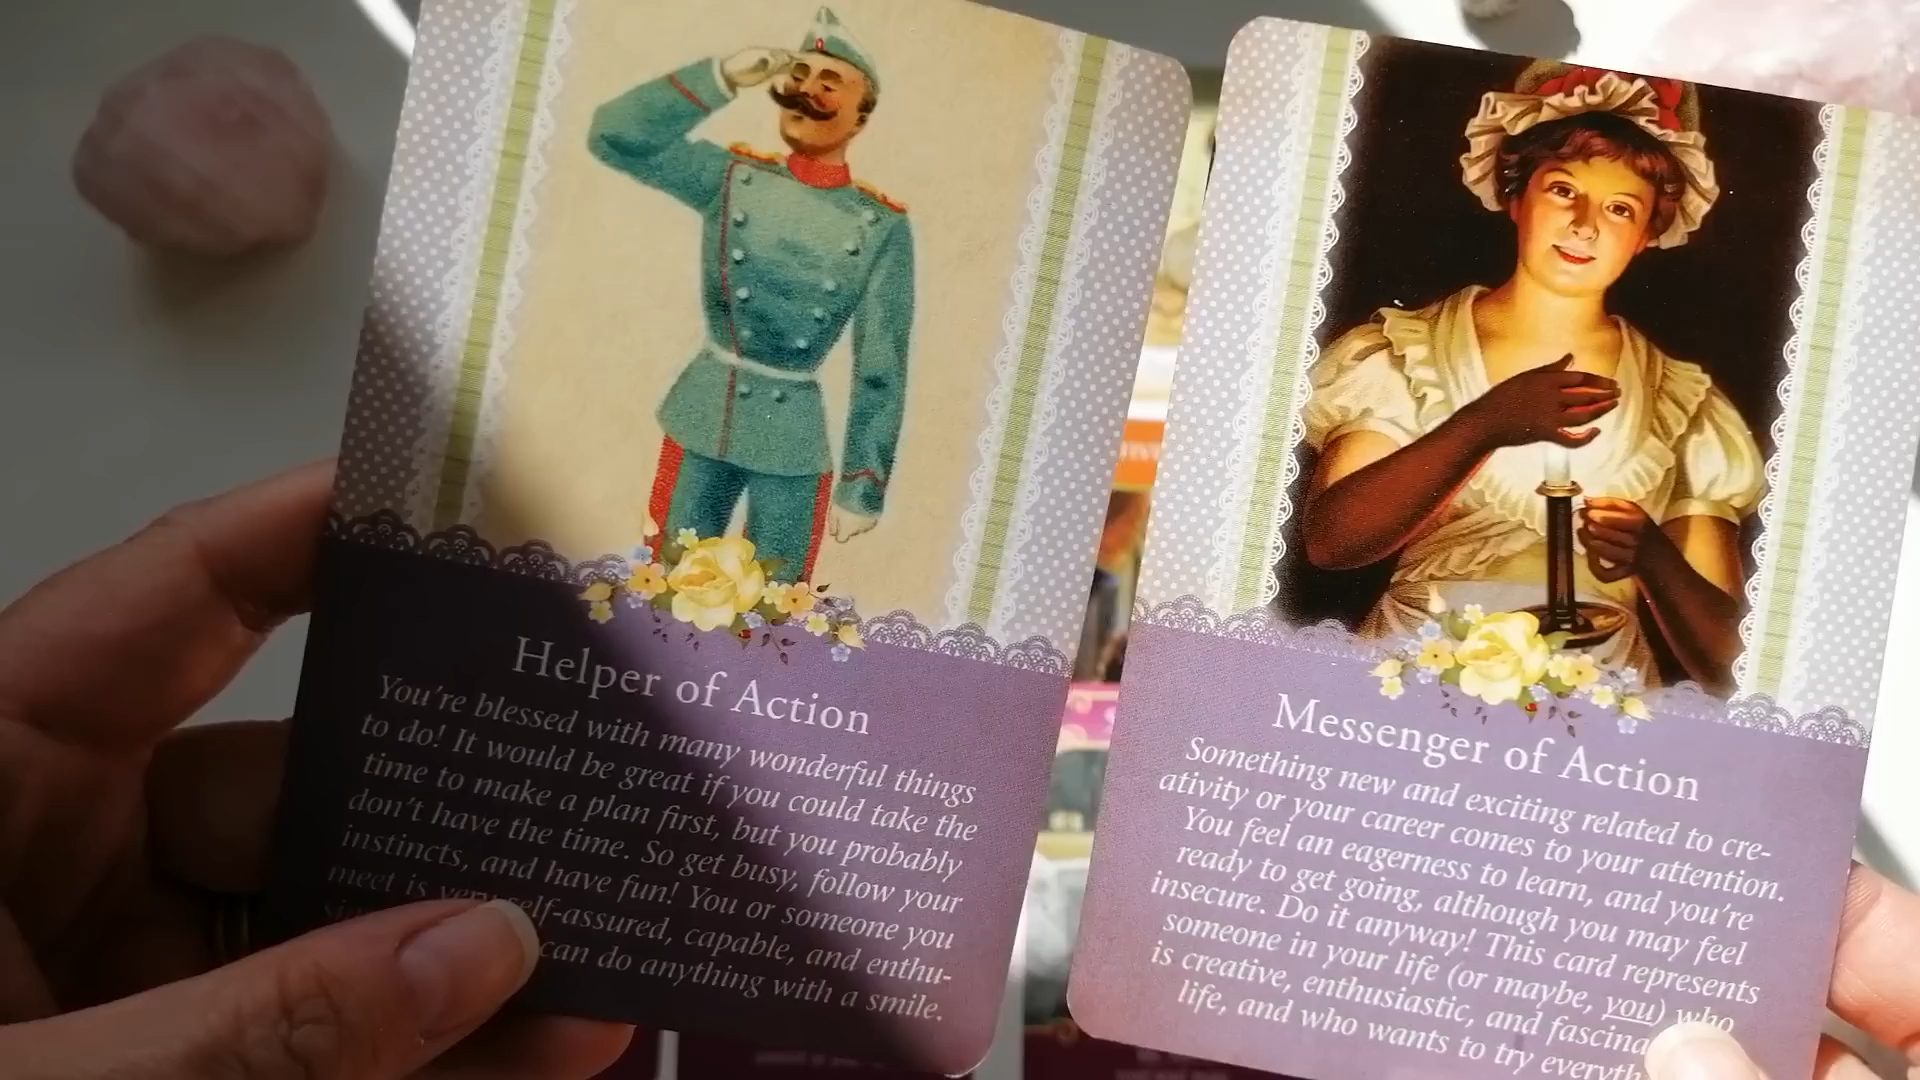 Helper of Action
You're blessed with many wonderful things
to do! It would be great if you could take the
time to make a plan first, but you probably
don't have the time. So get busy, follow your
instincts, and have fun! You or someone you
meet is very self-assured, capable, and enthu-
can do anything with a smile.
Messenger of Action
Something new and exciting related to cre-
ativity or your career comes to your attention.
You feel an eagerness to learn, and you're
ready to get going, although you may feel
insecure. Do it anyway! This card represents
someone in your life (or maybe, you) who
is creative, enthusiastic, and fascina
life, and who wants to try everyth